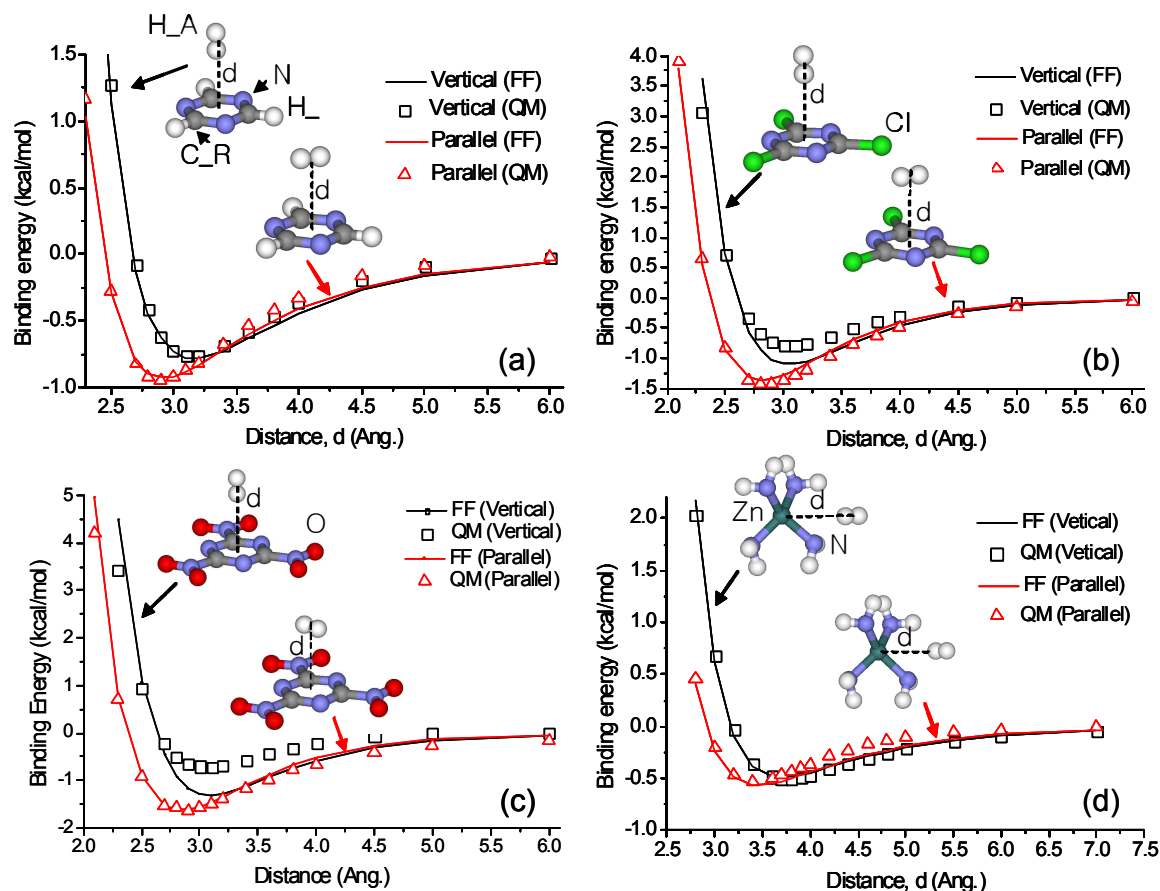 H_A
d
N
H_
C_R
d
Vertical (FF)
Vertical (QM)
Parallel (FF)
Parallel (QM)
1.5
1.0
0.5
0.0
-0.5
-1.0
Binding energy (kcal/mol)
(a)
2.5 3.0 3.5 4.0 4.5 5.0 5.5 6.0
Distance, d (Ang.)
d
Cl
d
Vertical (FF)
Vertical (QM)
Parallel (FF)
Parallel (QM)
4.0
3.5
3.0
2.5
2.0
1.5
1.0
0.5
0.0
-0.5
-1.0
-1.5
Binding energy (kcal/mol)
(b)
2.0 2.5 3.0 3.5 4.0 4.5 5.0 5.5 6.0
Distance, d (Ang.)
d
O
d
FF (Vertical)
QM (Vertical)
FF (Parallel)
QM (Parallel)
5
4
3
2
1
0
-1
-2
Binding Energy (kcal/mol)
(c)
2.0 2.5 3.0 3.5 4.0 4.5 5.0 5.5 6.0
Distance (Ang.)
Zn
d
N
d
FF (Vetical)
QM (Vetical)
FF (Parallel)
QM (Parallel)
2.0
1.5
1.0
0.5
0.0
-0.5
-1.0
Binding energy (kcal/mol)
(d)
2.5 3.0 3.5 4.0 4.5 5.0 5.5 6.0 6.5 7.0 7.5
Distance, d (Ang.)